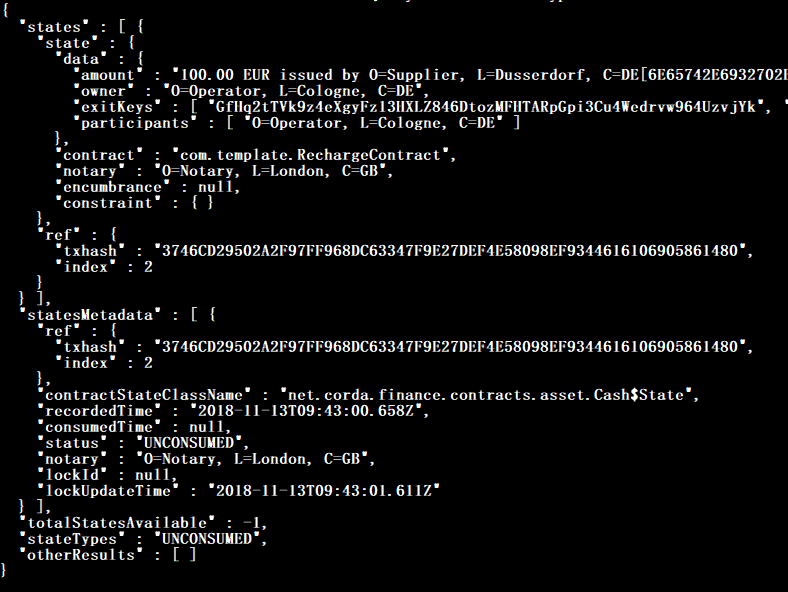 {
"states" : [ {
"state" : {
"data" : {
"amount" : "100.00 EUR issued by O=Supplier, L=Dusserdorf, C=DE[6E65742E6932702E
"owner" : "O=Operator, L=Cologne, C=DE",
"exitKeys" : [ "GfHq2tTVk9z4eXgyFz13HXLZ846DtozMFHTARpGpi3Cu4Wedrvw964UzvjYk", "
"participants" : [ "O=Operator, L=Cologne, C=DE" ]
},
"contract" : "com.template.RechargeContract",
"notary" : "O=Notary, L=London, C=GB",
"encumbrance" : null,
"constraint" : { }
},
"ref" : {
"txhash" : "3746CD29502A2F97FF968DC63347F9E27DEF4E58098EF9344616106905861480",
"index" : 2
}
} ],
"statesMetadata" : [ {
"ref" : {
"txhash" : "3746CD29502A2F97FF968DC63347F9E27DEF4E58098EF9344616106905861480",
"index" : 2
},
"contractStateClassName" : "net.corda.finance.contracts.asset.Cash$State",
"recordedTime" : "2018-11-13T09:43:00.658Z",
"consumedTime" : null,
"status" : "UNCONSUMED",
"notary" : "O=Notary, L=London, C=GB",
"lockId" : null,
"lockUpdateTime" : "2018-11-13T09:43:01.611Z"
} ],
"totalStatesAvailable" : -1,
"stateTypes" : "UNCONSUMED",
"otherResults" : [ ]
}